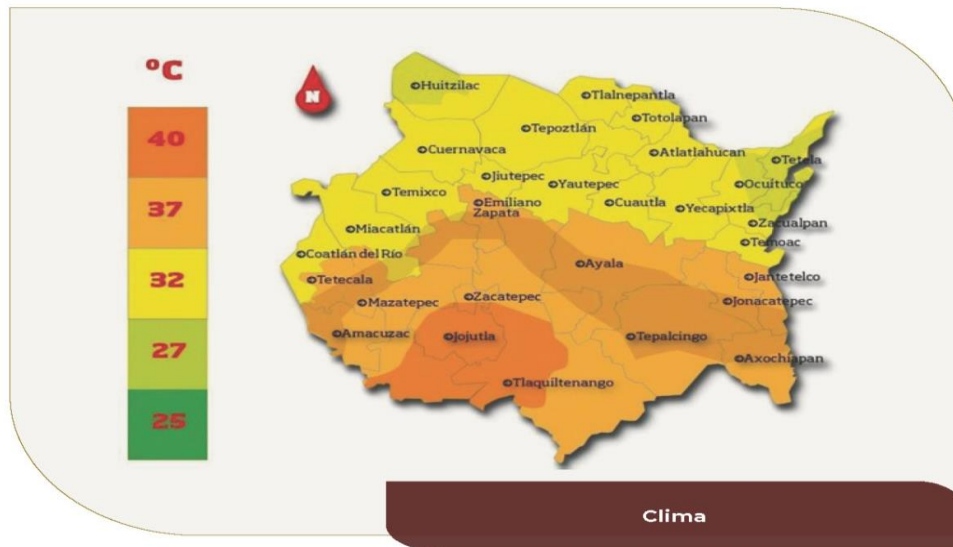 °C
40
37
32
27
25
N
Huitzilac
Tlalnepantla
Totolapan
Tepoztlán
Cuernavaca
Atlatlahucan
Tetela
Jiutepec
Yautepec
Ocuituco
Temixco
Emiliano
Zapata
Cuautla
Yecapixtla
Zacualpan
Miacatlán
Temoac
Coatlán del Río
Ayala
Tetecala
Jantetelco
Mazatepec
Zacatepec
Jonacatepec
Amacuzac
Jojutla
Tepalcingo
Axochiapan
Tlaquiltenango
Clima